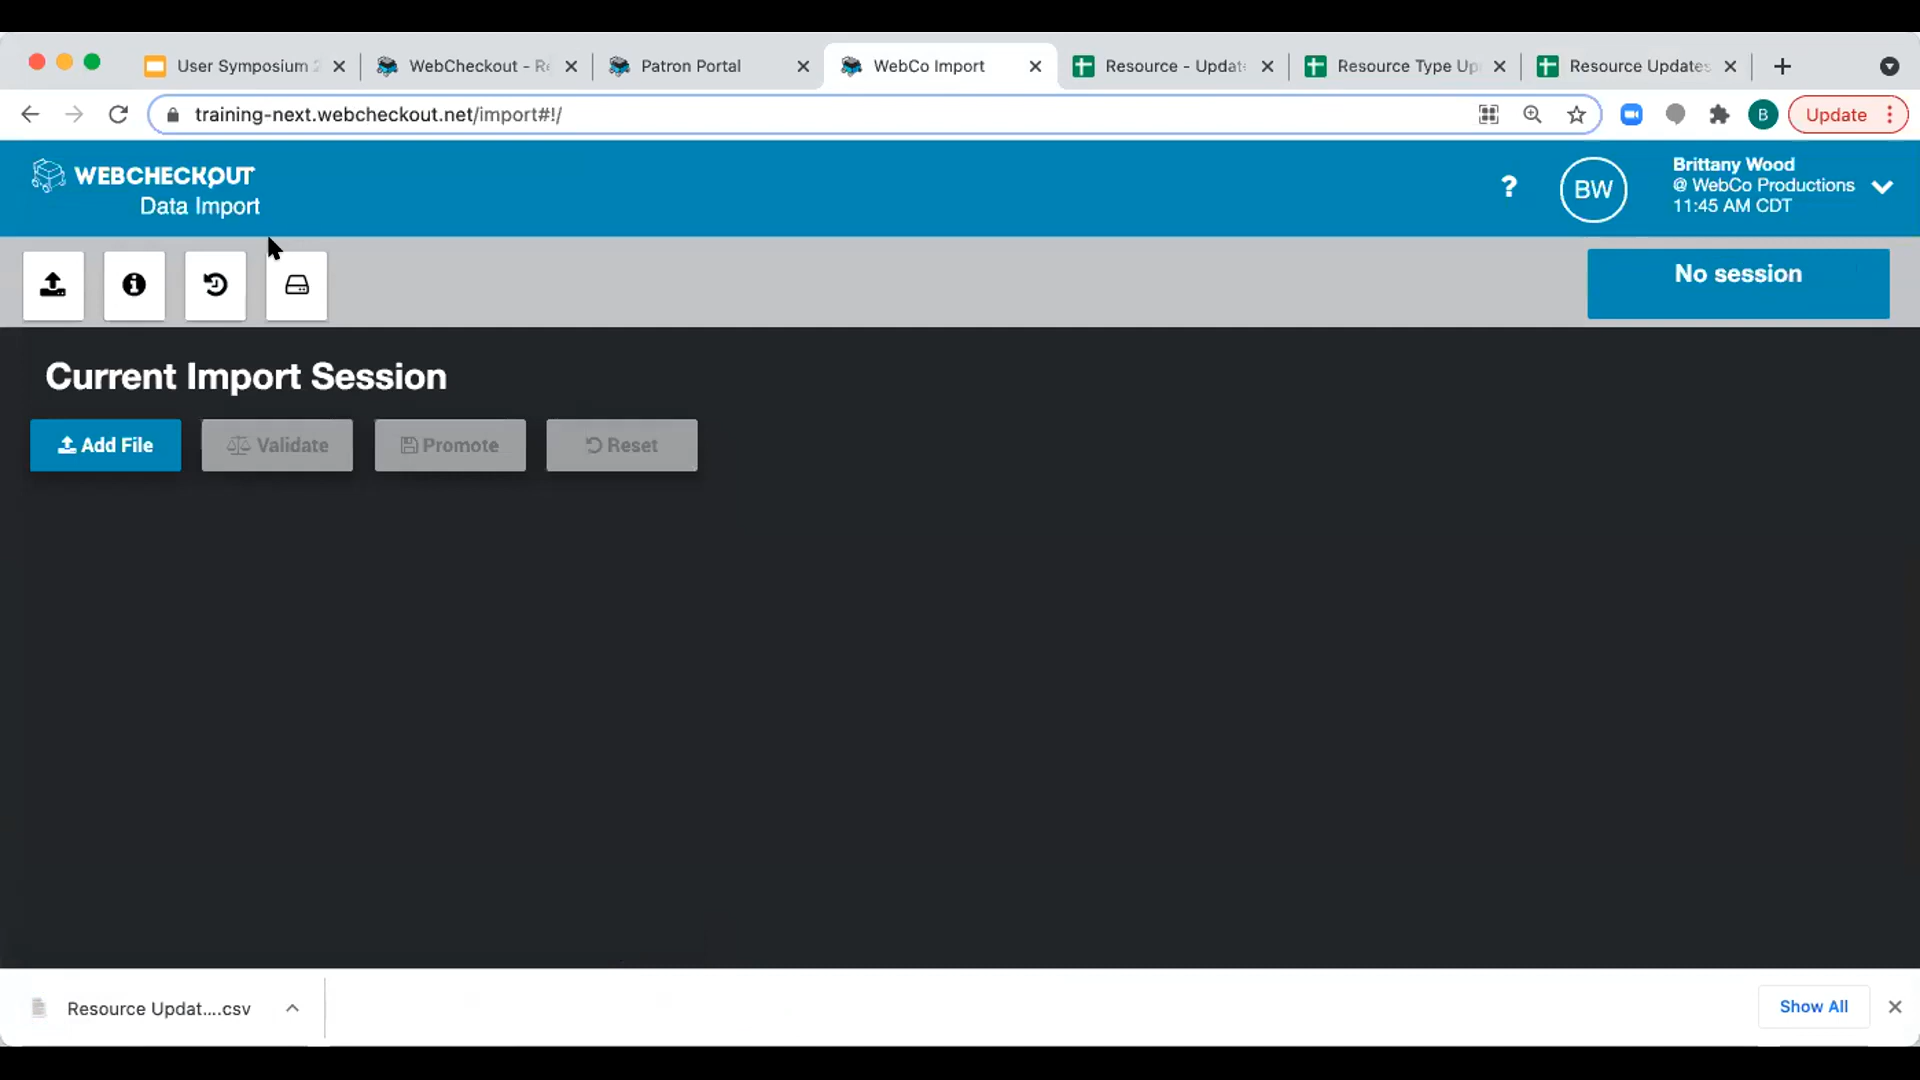 User Symposium
WebCheckout - Re
Patron Portal
WebCo Import
Resource - Update
Resource Type Up
Resource Updates
training-next.webcheckout.net/import#!/
B
Update
WEBCHECKOUT
Data Import
?
BW
Brittany Wood
@ WebCo Productions
11:45 AM CDT
No session
Current Import Session
Add File
Validate
Promote
Reset
Resource Updat....csv
Show All